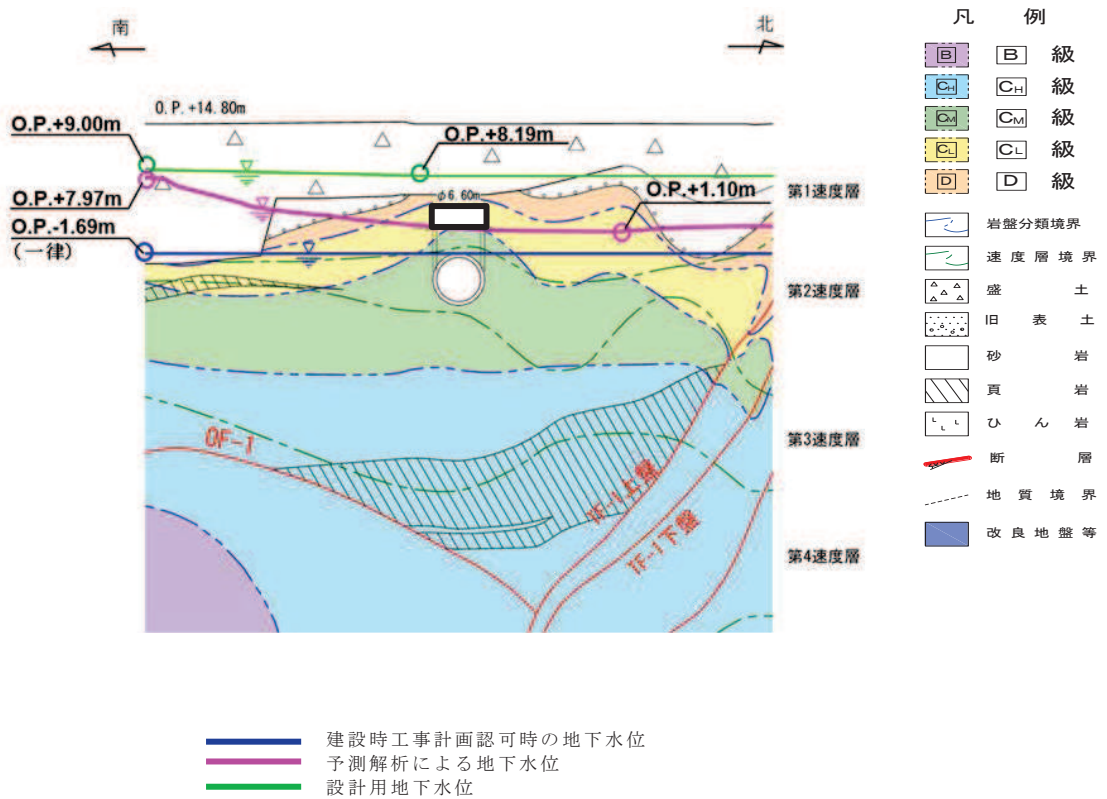 南
北
O.P.+14.80m
O.P.+9.00m
O.P.+8.19m
O.P.+7.97m
φ6.60m
O.P.+1.10m
O.P.-1.69m
(一律)
第1速度層
第2速度層
第3速度層
第4速度層
OF-1
IF-1上盤
IF-1下盤
凡 例
B B 級
CH CH 級
CM CM 級
CL CL 級
D D 級
岩盤分類境界
速度層境界
盛土
旧表土
砂岩
頁岩
ひん岩
断層
地質境界
改良地盤等
建設時工事計画認可時の地下水位
予測解析による地下水位
設計用地下水位